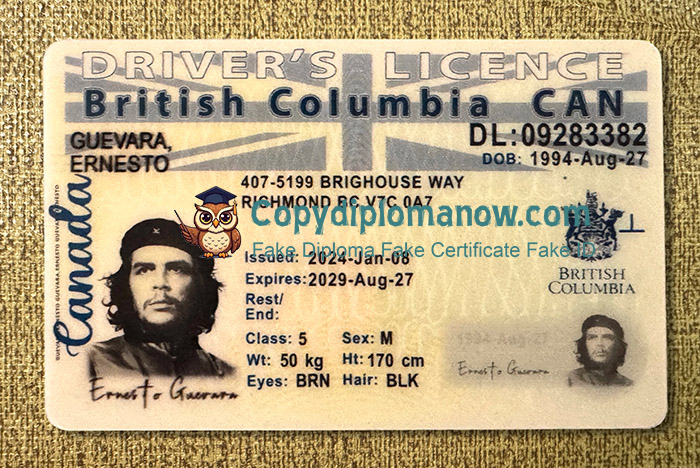 DRIVER'S LICENCE
British Columbia CAN
GUEVARA,
ERNESTO
DL:09283382
DOB: 1994-Aug-27
407-5199 BRIGHOUSE WAY
RICHMOND BC V7C 0A7
Copydiplomanow.com
Fake Diploma Fake Certificate Fake ID
Canada
Issued: 2024-Jan-08
Expires: 2029-Aug-27
Rest/
End:
Class: 5 Sex: M
Wt: 50 kg Ht: 170 cm
Eyes: BRN Hair: BLK
BRITISH
COLUMBIA
1994-Aug-27
Ernesto Guevara
Ernesto Guevara